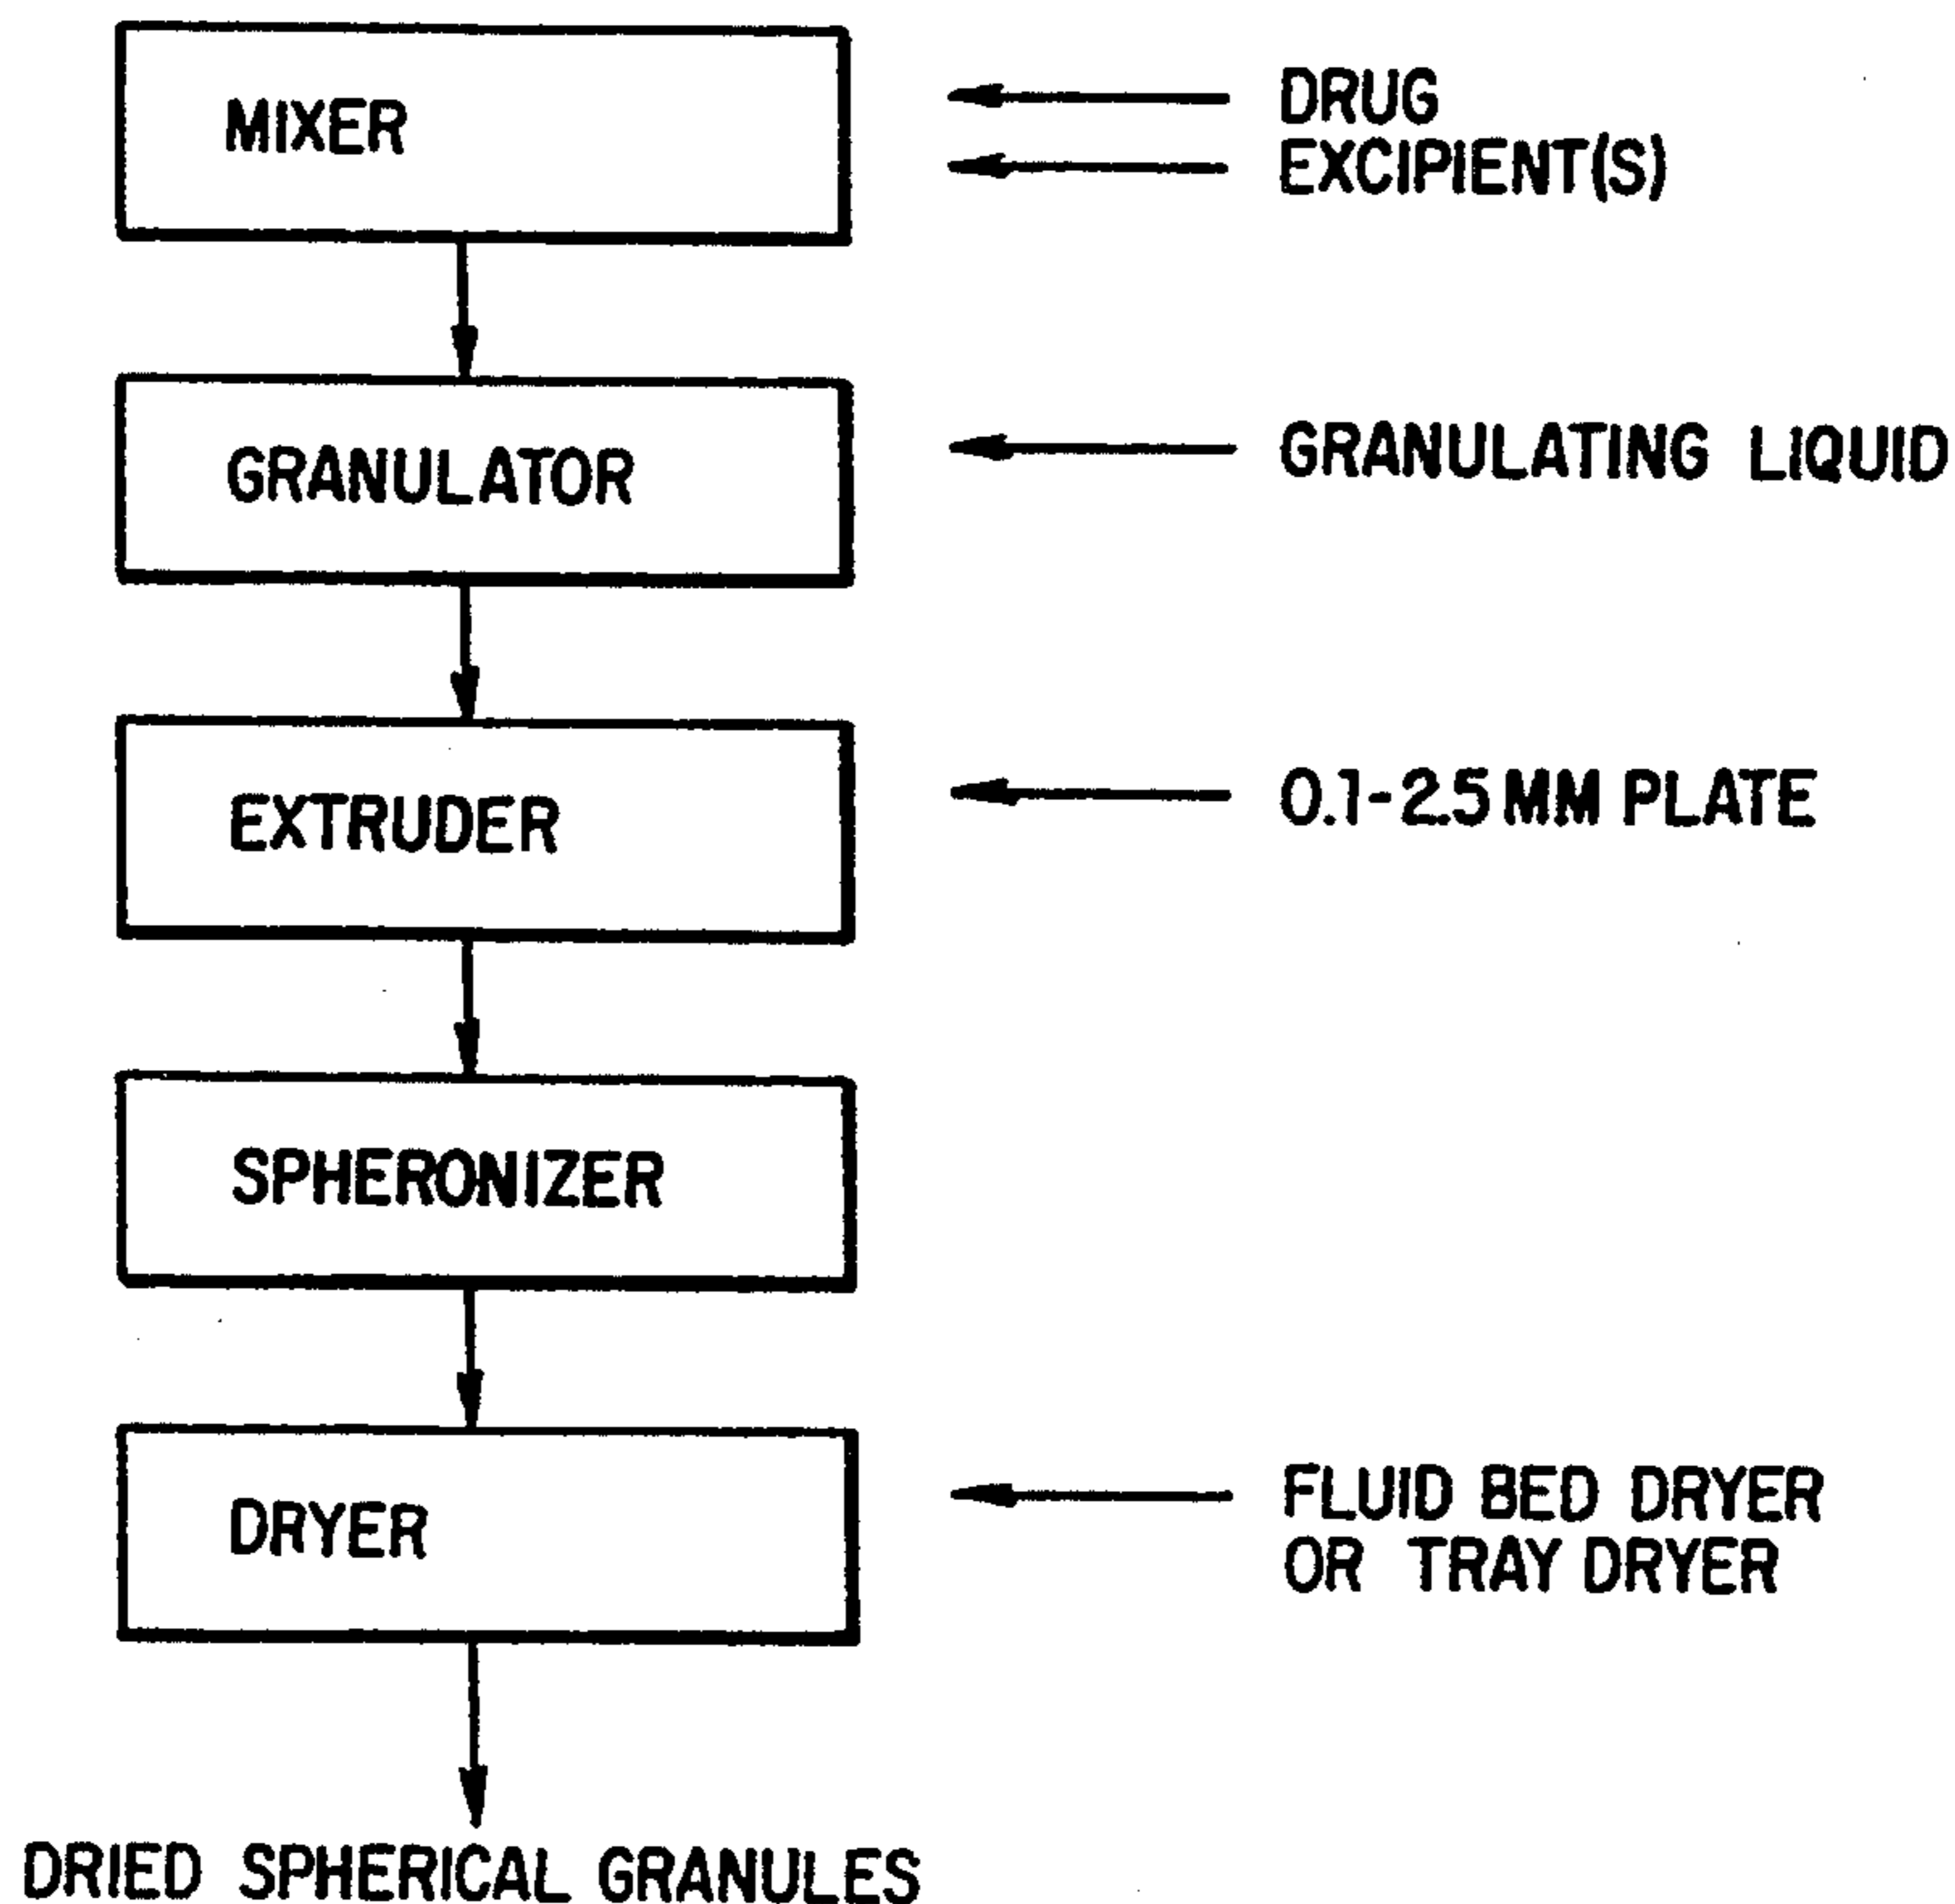 MIXER
DRUG
EXCIPIENT(S)
GRANULATOR
GRANULATING LIQUID
EXTRUDER
0.1-2.5 MM PLATE
SPHERONIZER
DRYER
FLUID BED DRYER
OR TRAY DRYER
DRIED SPHERICAL GRANULES